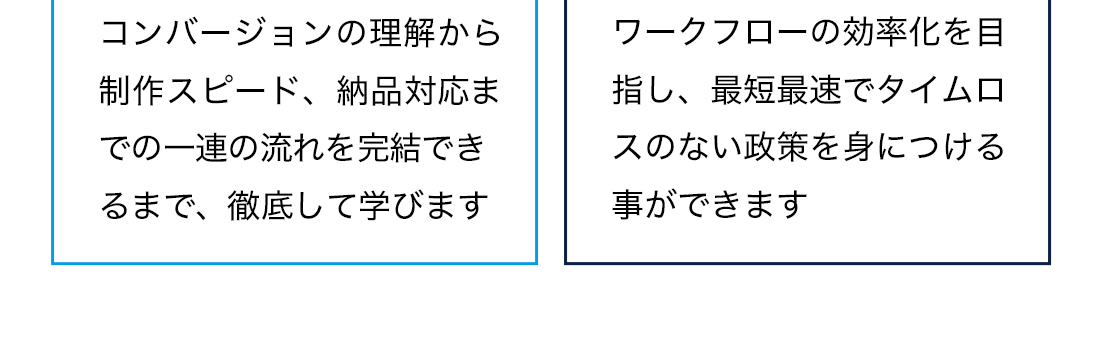 コンバージョンの理解から
制作スピード、納品対応ま
での一連の流れを完結でき
るまで、徹底して学びます
ワークフローの効率化を目
指し、最短最速でタイムロ
スのない政策を身につける
事ができます